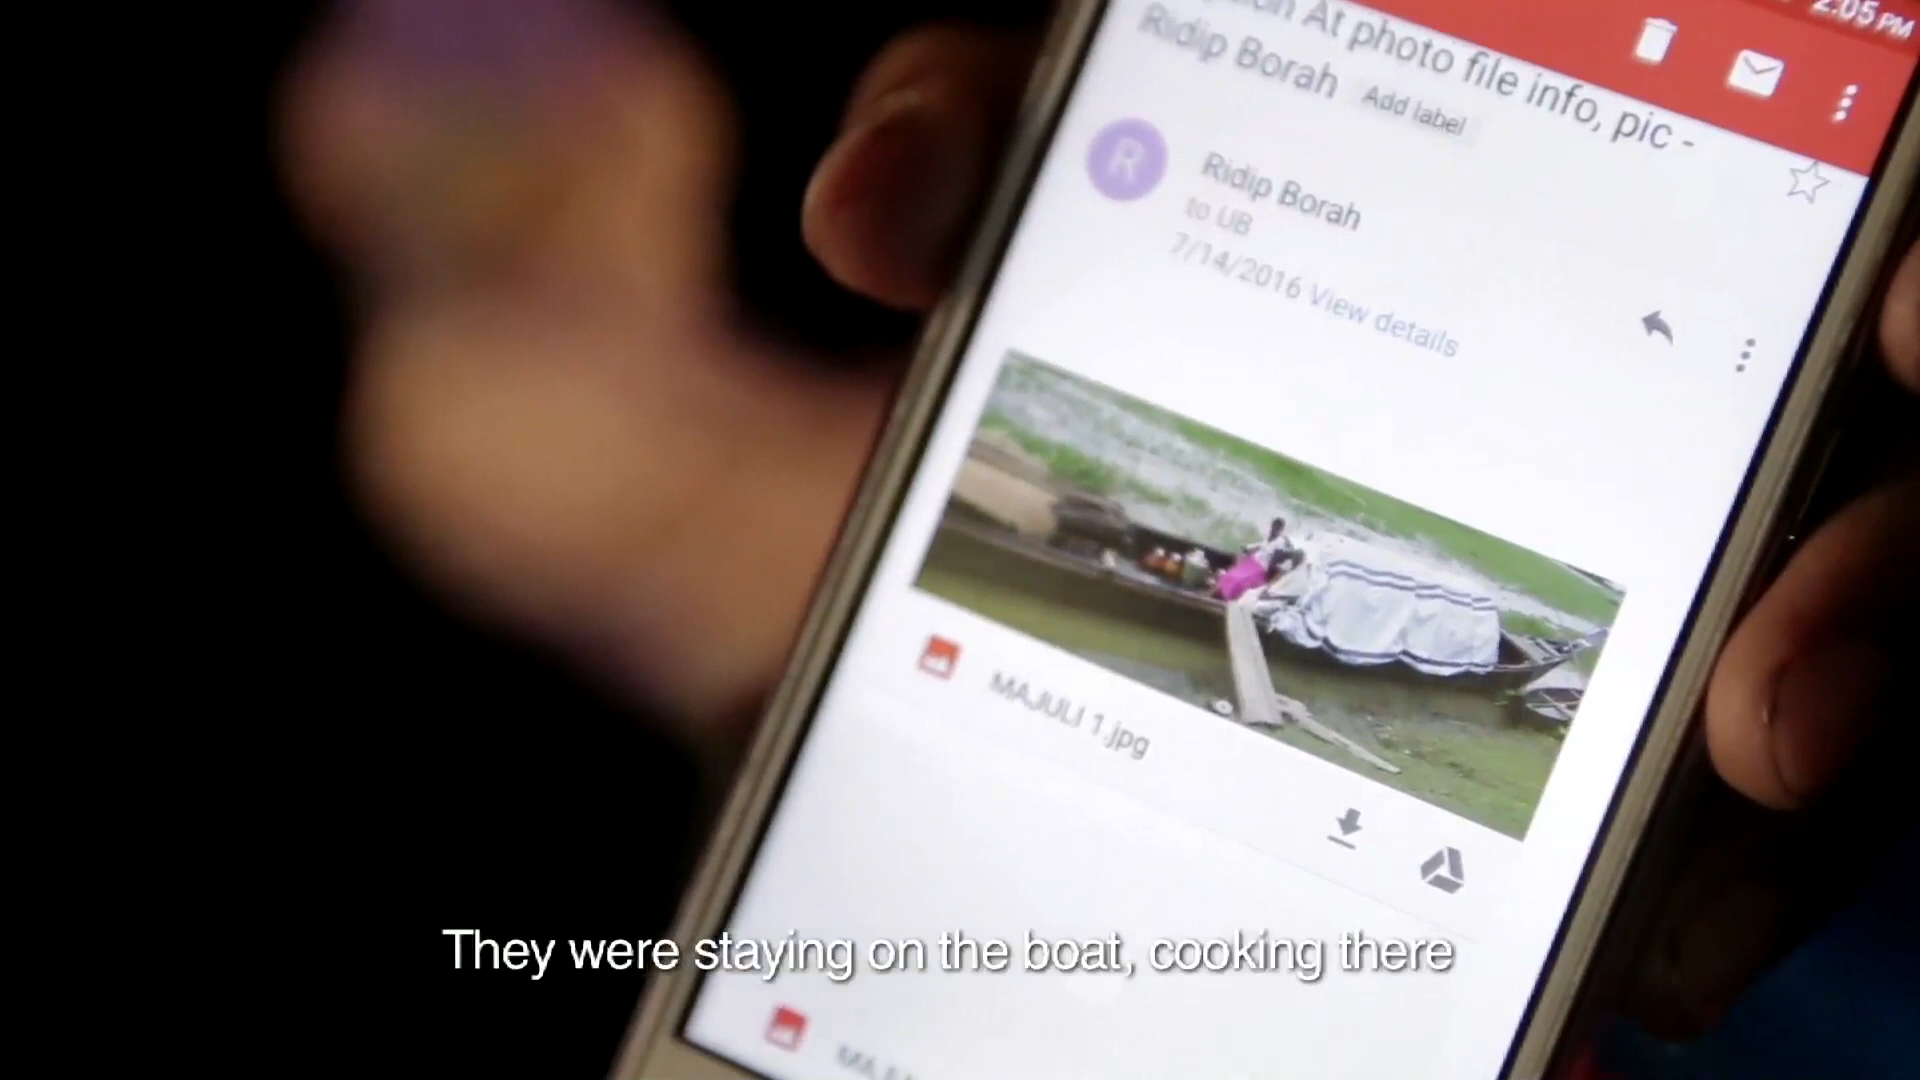 2:05 PM
At photo file info, pic -
Ridip Borah Add label
R
Ridip Borah
to UB
7/14/2016 View details
MAJULI 1.jpg
They were staying on the boat, cooking there